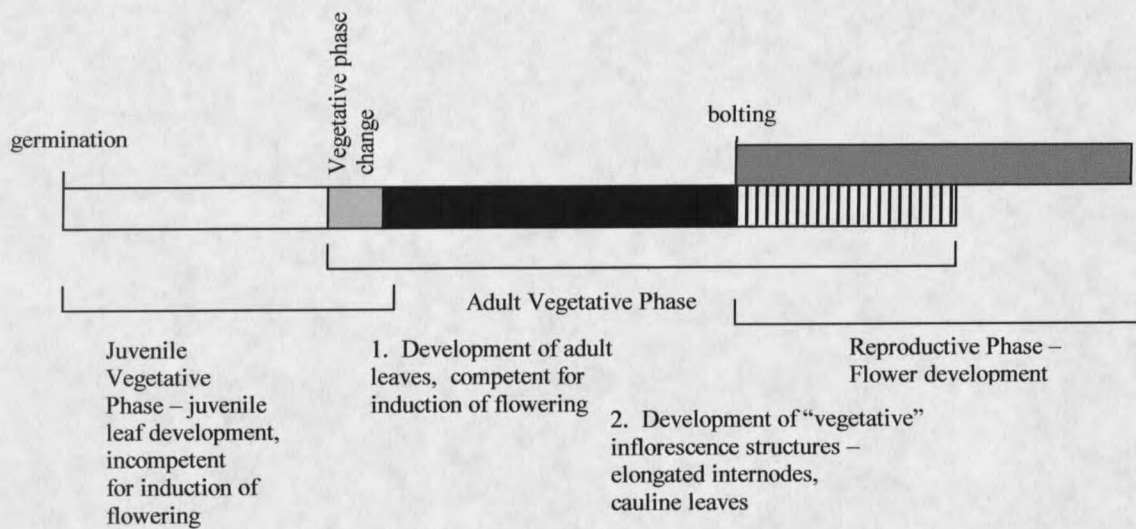 germination
Vegetative phase
change
bolting
Adult Vegetative Phase
Juvenile
Vegetative
Phase – juvenile
leaf development,
incompetent
for induction of
flowering
1. Development of adult
leaves, competent for
induction of flowering
2. Development of “vegetative”
inflorescence structures –
elongated internodes,
cauline leaves
Reproductive Phase –
Flower development